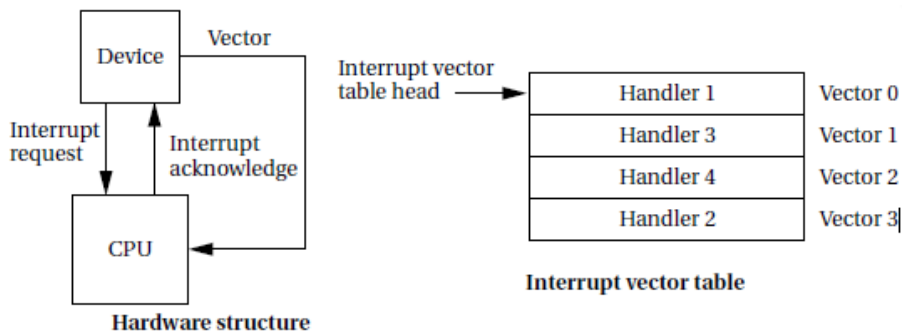 Device
Vector
Interrupt
request
Interrupt
acknowledge
CPU
Hardware structure
Interrupt vector
table head
Handler 1
Vector 0
Handler 3
Vector 1
Handler 4
Vector 2
Handler 2
Vector 3
Interrupt vector table